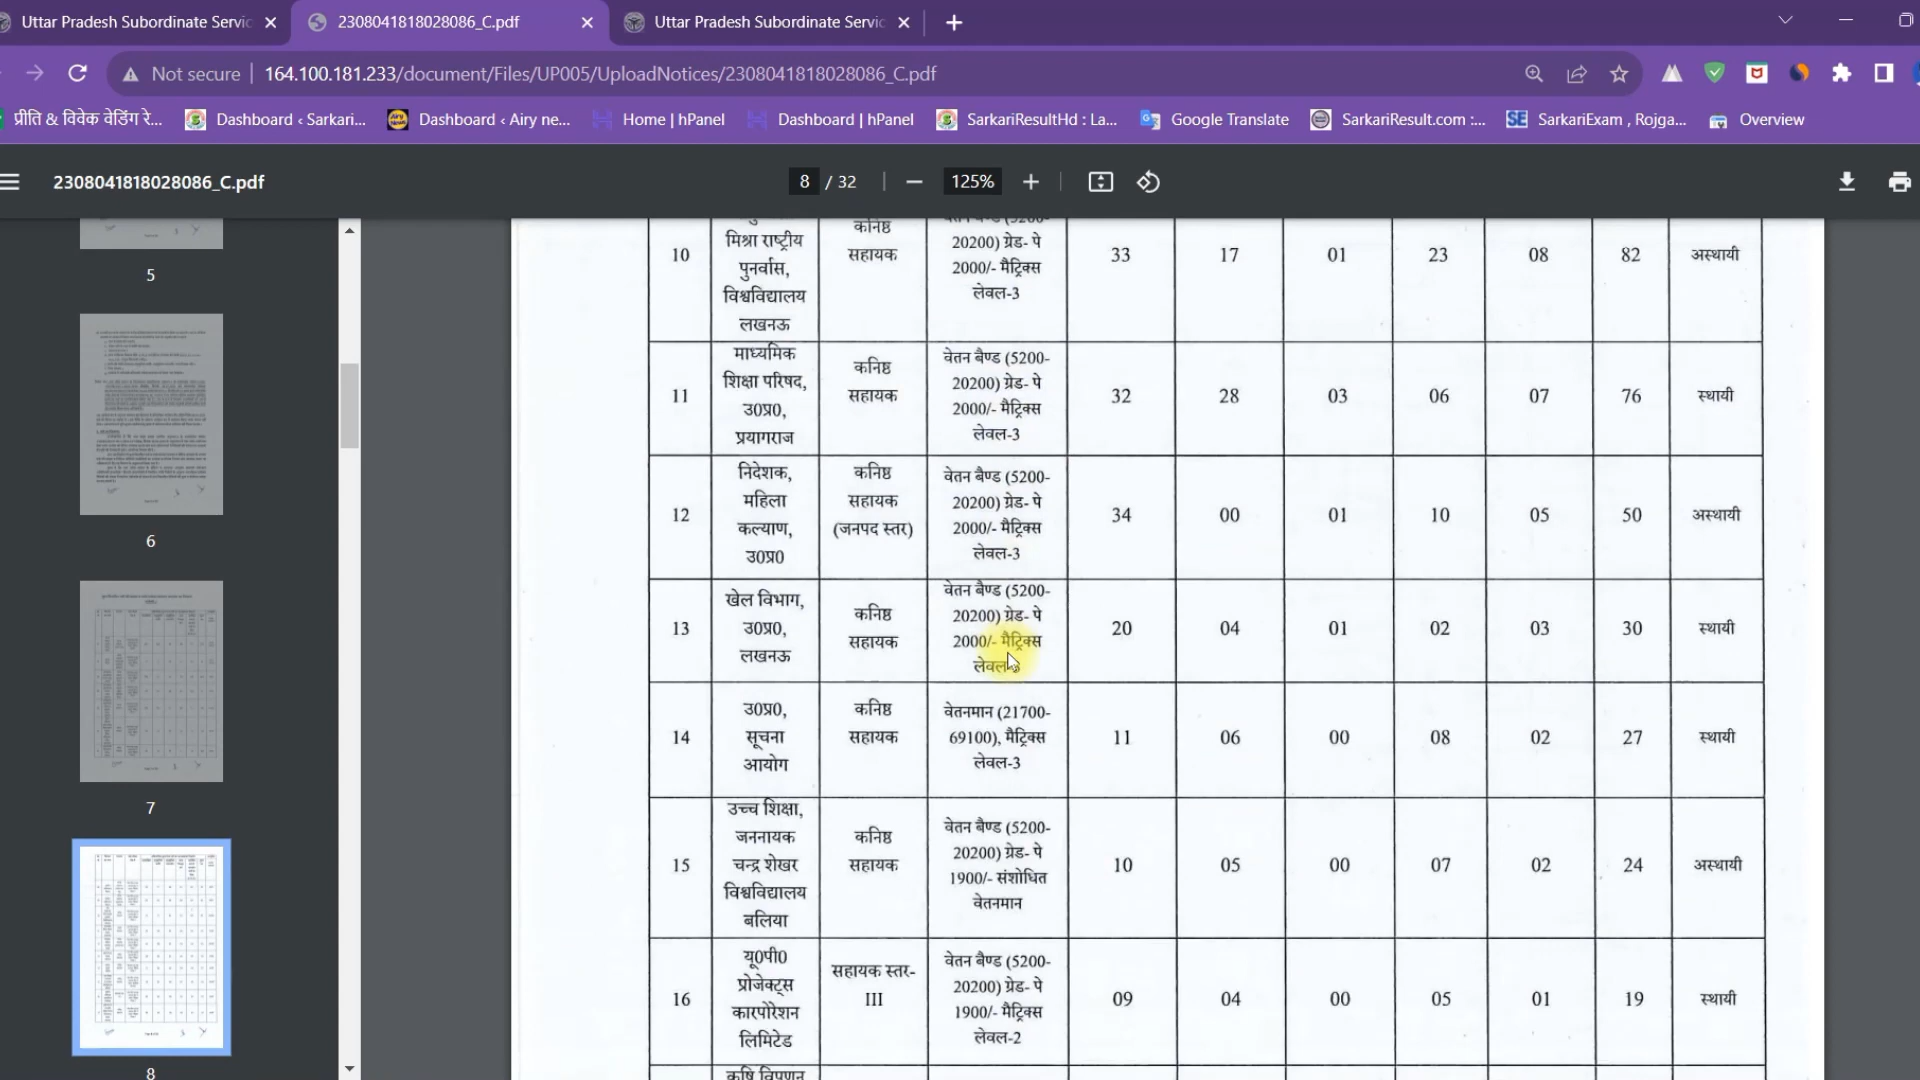 Uttar Pradesh Subordinate Servic
2308041818028086_C.pdf
Uttar Pradesh Subordinate Servic
Not secure
164.100.181.233/document/Files/UP005/UploadNotices/2308041818028086_C.pdf
प्रीति & विवेक वेडिंग रे...
Dashboard ‹ Sarkari...
Dashboard ‹ Airy ne...
Home | hPanel
Dashboard | hPanel
SarkariResultHd : La...
Google Translate
SarkariResult.com :...
SarkariExam , Rojga...
Overview
2308041818028086_C.pdf
8 / 32
125%
5
6
7
8
10
मिश्रा राष्ट्रीय
पुनर्वास,
विश्वविद्यालय
लखनऊ
कनिष्ठ
सहायक
वेतन बैण्ड (5200-
20200) ग्रेड- पे
2000/- मैट्रिक्स
लेवल-3
33
17
01
23
08
82
अस्थायी
11
माध्यमिक
शिक्षा परिषद,
उ0प्र0,
प्रयागराज
कनिष्ठ
सहायक
वेतन बैण्ड (5200-
20200) ग्रेड- पे
2000/- मैट्रिक्स
लेवल-3
32
28
03
06
07
76
स्थायी
12
निदेशक,
महिला
कल्याण,
उ0प्र0
कनिष्ठ
सहायक
(जनपद स्तर)
वेतन बैण्ड (5200-
20200) ग्रेड- पे
2000/- मैट्रिक्स
लेवल-3
34
00
01
10
05
50
अस्थायी
13
खेल विभाग,
उ0प्र0,
लखनऊ
कनिष्ठ
सहायक
वेतन बैण्ड (5200-
20200) ग्रेड- पे
2000/- मैट्रिक्स
लेवल-3
20
04
01
02
03
30
स्थायी
14
उ0प्र0,
सूचना
आयोग
कनिष्ठ
सहायक
वेतनमान (21700-
69100), मैट्रिक्स
लेवल-3
11
06
00
08
02
27
स्थायी
15
उच्च शिक्षा,
जननायक
चन्द्र शेखर
विश्वविद्यालय
बलिया
कनिष्ठ
सहायक
वेतन बैण्ड (5200-
20200) ग्रेड- पे
1900/- संशोधित
वेतनमान
10
05
00
07
02
24
अस्थायी
16
यू0पी0
प्रोजेक्ट्स
कारपोरेशन
लिमिटेड
सहायक स्तर-
III
वेतन बैण्ड (5200-
20200) ग्रेड- पे
1900/- मैट्रिक्स
लेवल-2
09
04
00
05
01
19
स्थायी
कृषि विपणन